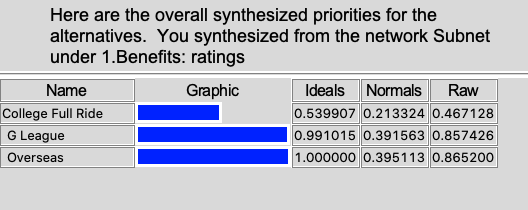 Here are the overall synthesized priorities for the
alternatives.  You synthesized from the network Subnet
under 1.Benefits: ratings
Name Graphic Ideals Normals Raw
College Full Ride 0.539907 0.213324 0.467128
G League 0.991015 0.391563 0.857426
Overseas 1.000000 0.395113 0.865200